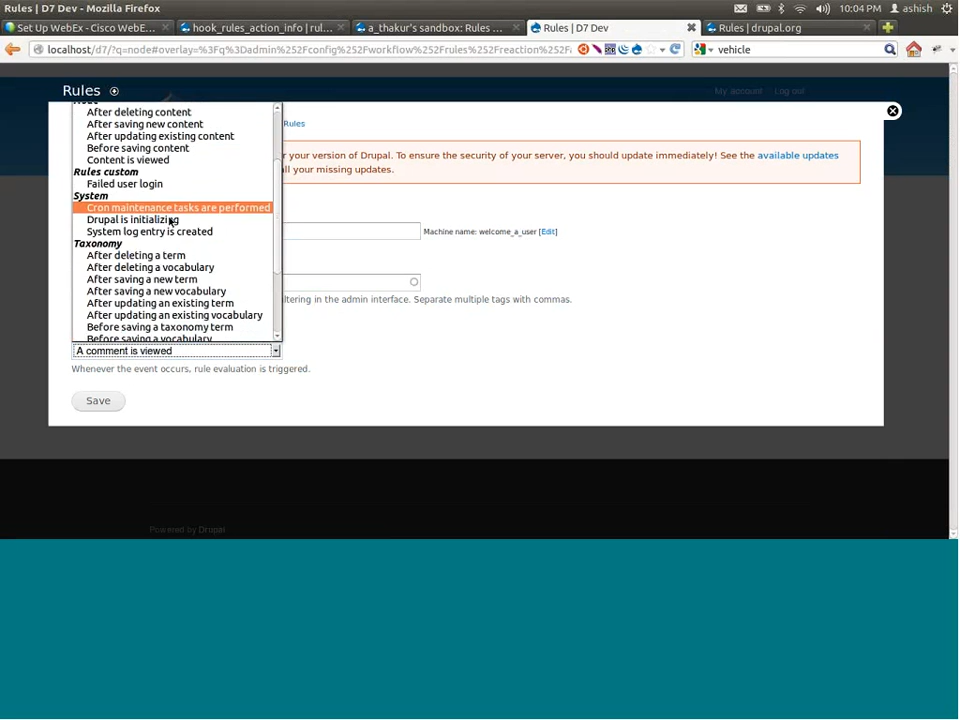 Rules | D7 Dev - Mozilla Firefox
10:04 PM ashish
Set Up WebEx - Cisco WebE...
hook_rules_action_info | rul...
a_thakur's sandbox: Rules ...
Rules | D7 Dev
Rules | drupal.org
localhost/d7/?q=node#overlay=%3Fq%3Dadmin%252Fconfig%252Fworkflow%252Frules%252Freaction%252F
vehicle
Rules
My account
Log out
After deleting content
After saving new content
Rules
After updating existing content
Before saving content
r your version of Drupal. To ensure the security of your server, you should update immediately! See the available updates
Content is viewed
all your missing updates.
Rules custom
Failed user login
System
Cron maintenance tasks are performed
Drupal is initializing
System log entry is created
Machine name: welcome_a_user [Edit]
Taxonomy
After deleting a term
After deleting a vocabulary
After saving a new term
After saving a new vocabulary
ltering in the admin interface. Separate multiple tags with commas.
After updating an existing term
After updating an existing vocabulary
Before saving a taxonomy term
Before saving a vocabulary
A comment is viewed
Whenever the event occurs, rule evaluation is triggered.
Save
Powered by Drupal